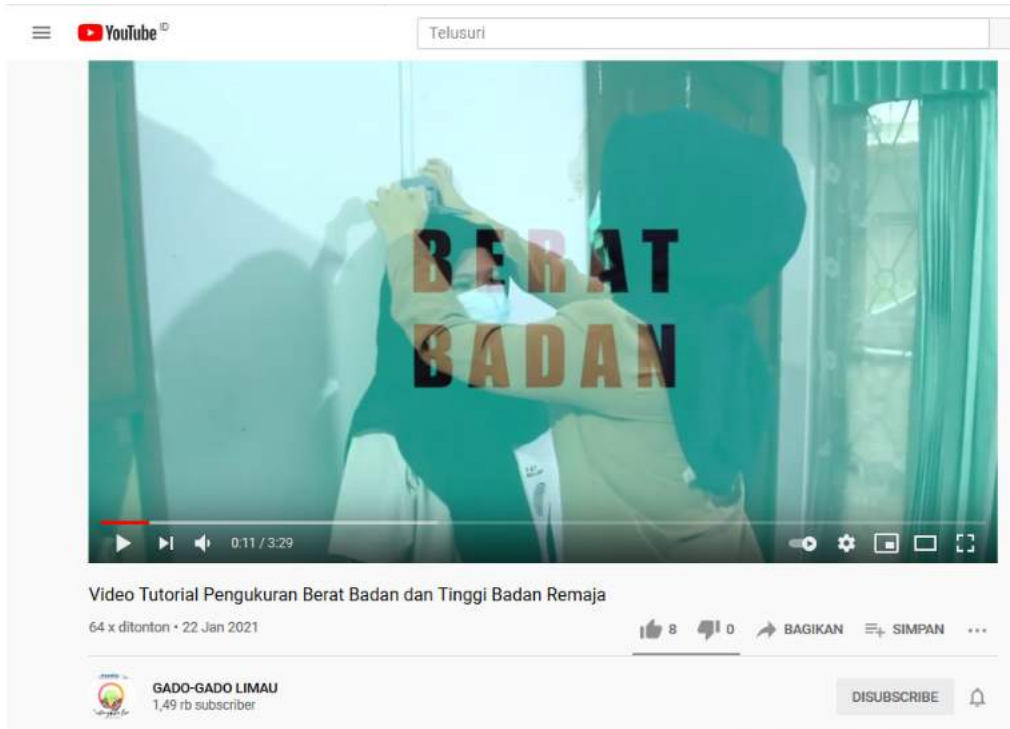 YouTube ID
Telusuri
BERAT
BADAN
0:11 / 3:29
Video Tutorial Pengukuran Berat Badan dan Tinggi Badan Remaja
64 x ditonton • 22 Jan 2021
8 0 BAGIKAN SIMPAN
GADO-GADO LIMAU
1,49 rb subscriber
DISUBSCRIBE